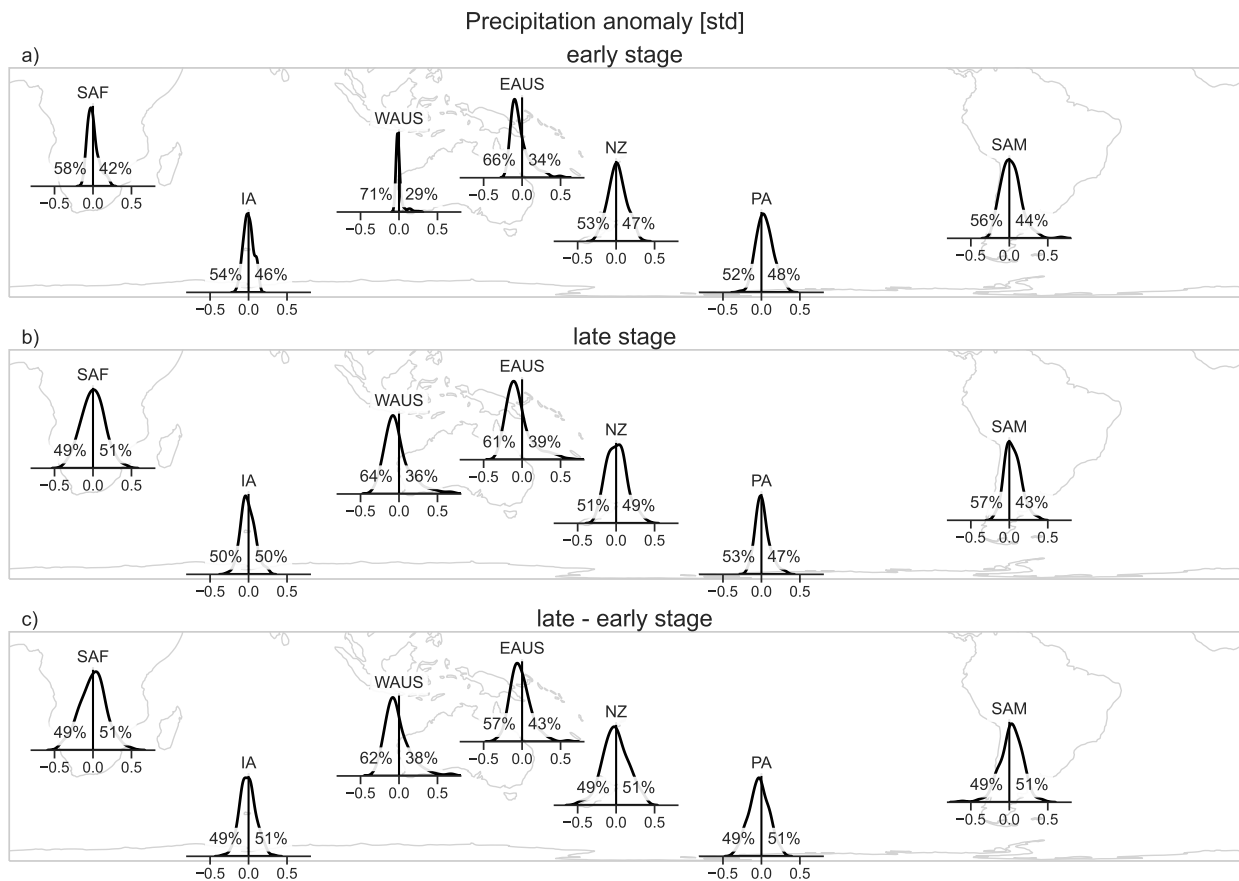 Precipitation anomaly [std]
a)
early stage
SAF
58% 42%
−0.5 0.0 0.5
IA
54% 46%
−0.5 0.0 0.5
WAUS
71% 29%
−0.5 0.0 0.5
EAUS
66% 34%
−0.5 0.0 0.5
NZ
53% 47%
−0.5 0.0 0.5
PA
52% 48%
−0.5 0.0 0.5
SAM
56% 44%
−0.5 0.0 0.5
b)
late stage
SAF
49% 51%
−0.5 0.0 0.5
IA
50% 50%
−0.5 0.0 0.5
WAUS
64% 36%
−0.5 0.0 0.5
EAUS
61% 39%
−0.5 0.0 0.5
NZ
51% 49%
−0.5 0.0 0.5
PA
53% 47%
−0.5 0.0 0.5
SAM
57% 43%
−0.5 0.0 0.5
c)
late - early stage
SAF
49% 51%
−0.5 0.0 0.5
IA
49% 51%
−0.5 0.0 0.5
WAUS
62% 38%
−0.5 0.0 0.5
EAUS
57% 43%
−0.5 0.0 0.5
NZ
49% 51%
−0.5 0.0 0.5
PA
49% 51%
−0.5 0.0 0.5
SAM
49% 51%
−0.5 0.0 0.5